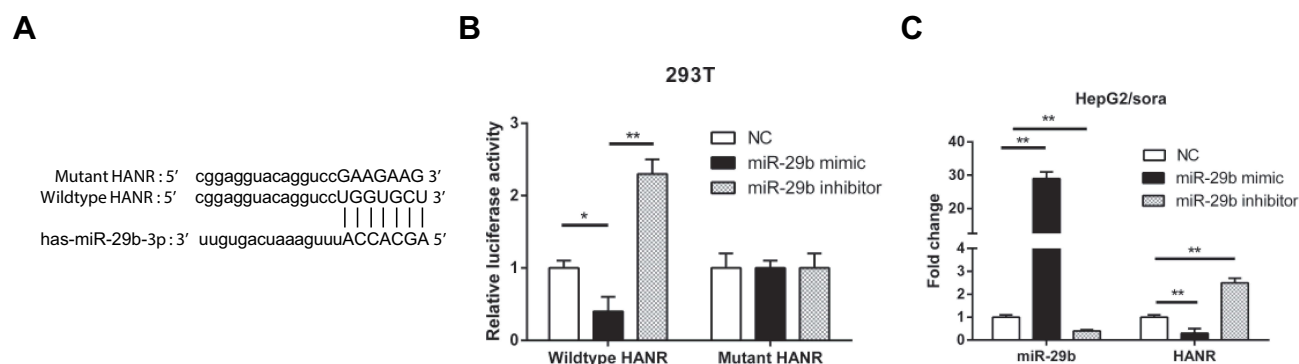 A
Mutant HANR : 5′ cggagguacagguccGAAGAAG 3′
Wildtype HANR : 5′ cggagguacagguccUGGUGCU 3′
has-miR-29b-3p : 3′ uugugacuaaaguuuACCACGA 5′
B
293T
Relative luciferase activity
3
2
1
0
*
**
NC
miR-29b mimic
miR-29b inhibitor
Wildtype HANR
Mutant HANR
C
HepG2/sora
Fold change
40
30
20
4
3
2
1
0
**
**
**
**
NC
miR-29b mimic
miR-29b inhibitor
miR-29b
HANR